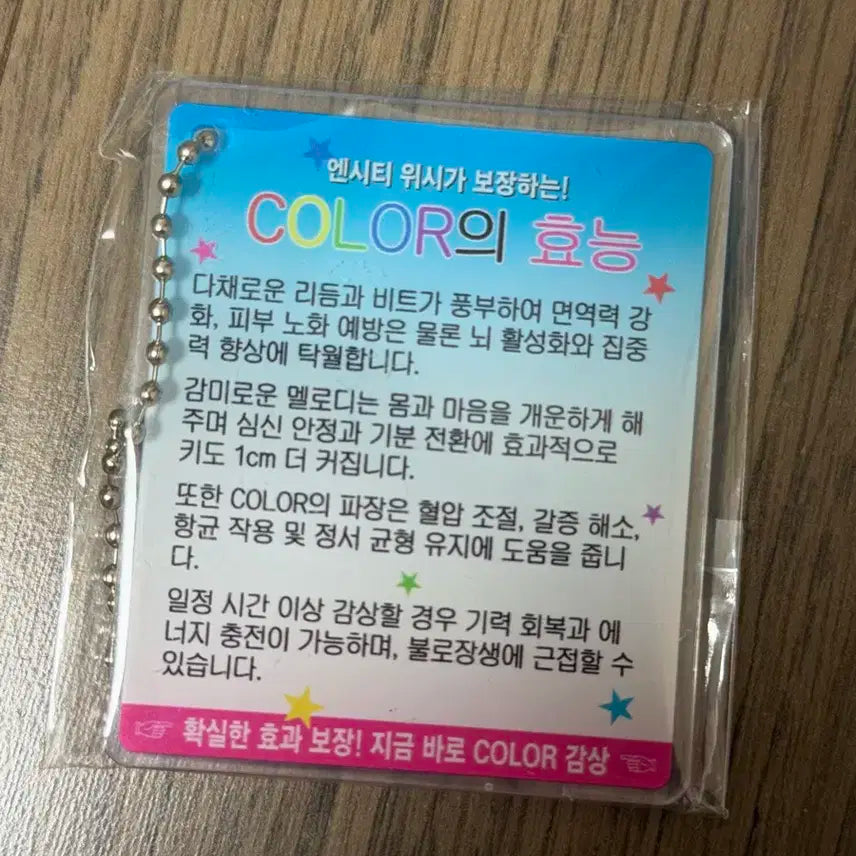 엔시티 위시가 보장하는!
COLOR의 효능
다채로운 리듬과 비트가 풍부하여 면역력 강
화, 피부 노화 예방은 물론 뇌 활성화와 집중
력 향상에 탁월합니다.
감미로운 멜로디는 몸과 마음을 개운하게 해
주며 심신 안정과 기분 전환에 효과적으로
키도 1cm 더 커집니다.
또한 COLOR의 파장은 혈압 조절, 갈증 해소,
항균 작용 및 정서 균형 유지에 도움을 줍니
다.
일정 시간 이상 감상할 경우 기력 회복과 에
너지 충전이 가능하며, 불로장생에 근접할 수
있습니다.
확실한 효과 보장! 지금 바로 COLOR 감상